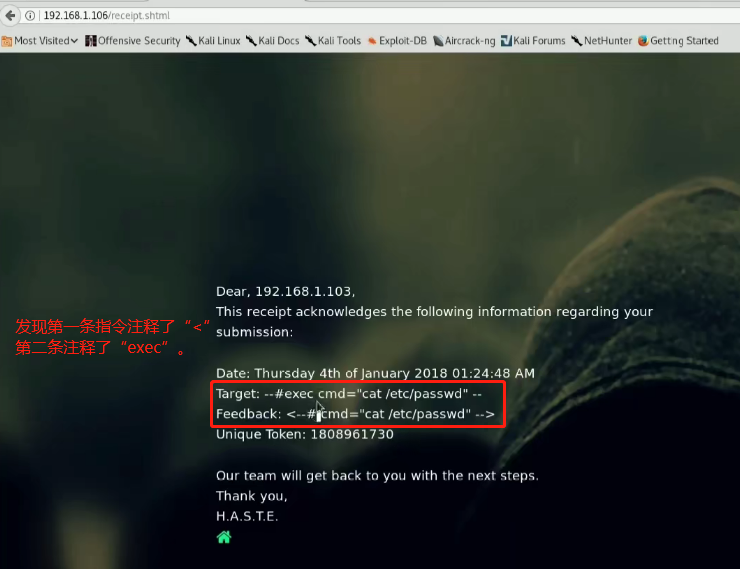 192.168.1.106/receipt.shtml
Most Visited Offensive Security Kali Linux Kali Docs Kali Tools Exploit-DB Aircrack-ng Kali Forums NetHunter Getting Started
Dear, 192.168.1.103,
This receipt acknowledges the following information regarding your
submission:
发现第一条指令注释了“<”
第二条注释了“exec”。
Date: Thursday 4th of January 2018 01:24:48 AM
Target: --#exec cmd="cat /etc/passwd" --
Feedback: <--# cmd="cat /etc/passwd" -->
Unique Token: 1808961730
Our team will get back to you with the next steps.
Thank you,
H.A.S.T.E.